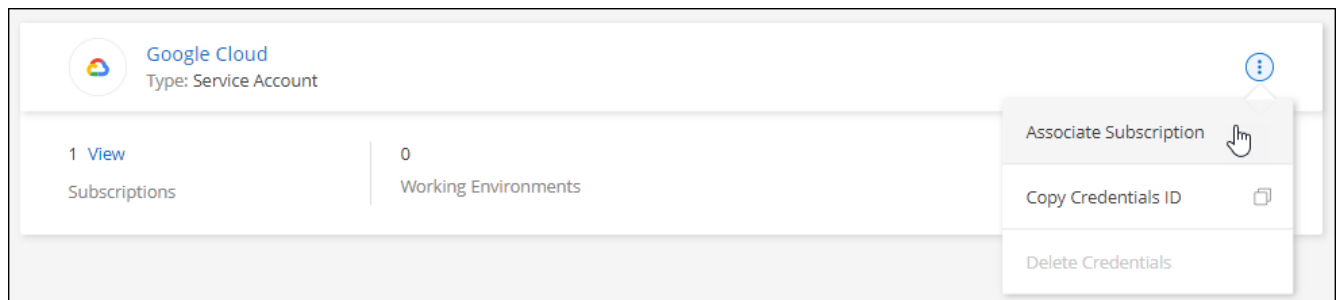 Google Cloud
Type: Service Account
1 View
Subscriptions
0
Working Environments
Associate Subscription
Copy Credentials ID
Delete Credentials